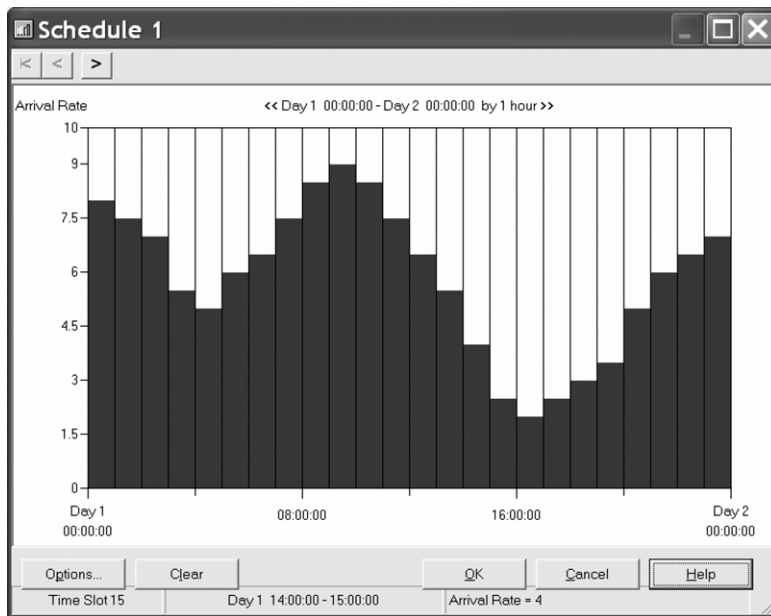 Schedule 1
Arrival Rate
<< Day 1 00:00:00 - Day 2 00:00:00 by 1 hour >>
10
9
7.5
6
4.5
3
1.5
0
Day 1
00:00:00
08:00:00
16:00:00
Day 2
00:00:00
Options...
Clear
OK
Cancel
Help
Time Slot 15
Day 1 14:00:00 - 15:00:00
Arrival Rate = 4